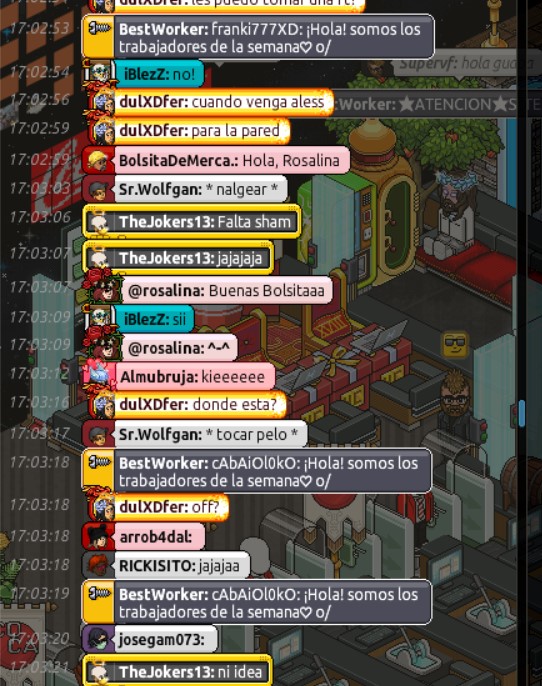 dulXDfer: les puedo tomar una ft?
17:02:53 BestWorker: franki777XD: ¡Hola! somos los
trabajadores de la semana♡ o/
Supervf: hola
17:02:54 iBlezZ: no!
17:02:56 dulXDfer: cuando venga aless
Worker: ★ATENCION★
17:02:59 dulXDfer: para la pared
17:02:59 BolsitaDeMerca.: Hola, Rosalina
17:03:03 Sr.Wolfgan: * nalgear *
17:03:06 TheJokers13: Falta sham
17:03:07 TheJokers13: jajajaja
17:03:07 @rosalina: Buenas Bolsitaaa
17:03:09 iBlezZ: sii
17:03:09 @rosalina: ^-^
17:03:12 Almubruja: kieeeeee
17:03:16 dulXDfer: donde esta?
17:03:17 Sr.Wolfgan: * tocar pelo *
17:03:18 BestWorker: cAbAiOl0kO: ¡Hola! somos los
trabajadores de la semana♡ o/
17:03:18 dulXDfer: off?
17:03:18 arrob4dal:
17:03:18 RICKISITO: jajajaa
17:03:19 BestWorker: cAbAiOl0kO: ¡Hola! somos los
trabajadores de la semana♡ o/
17:03:20 josegam073:
17:03:21 TheJokers13: ni idea